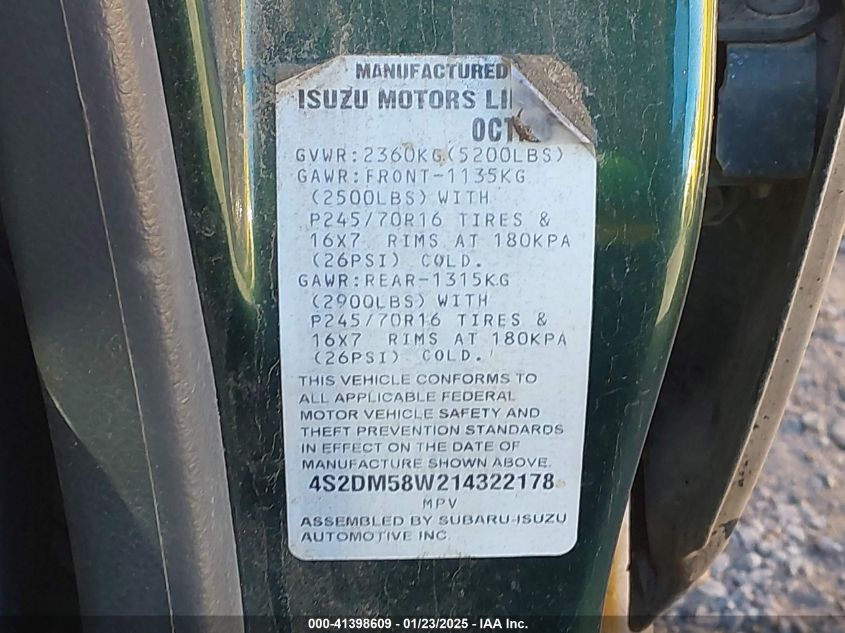 MANUFACTURED
ISUZU MOTORS
OCT
GVWR:2360KG(5200LBS)
GAWR:FRONT-1135KG
(2500LBS) WITH
P245/70R16 TIRES &
16X7 RIMS AT 180KPA
(26PSI) COLD.
GAWR:REAR-1315KG
(2900LBS) WITH
P245/70R16 TIRES &
16X7 RIMS AT 180KPA
(26PSI) COLD.
THIS VEHICLE CONFORMS TO
ALL APPLICABLE FEDERAL
MOTOR VEHICLE SAFETY AND
THEFT PREVENTION STANDARDS
IN EFFECT ON THE DATE OF
MANUFACTURE SHOWN ABOVE.
4S2DM58W214322178
MPV
ASSEMBLED BY SUBARU-ISUZU
AUTOMOTIVE INC.
000-41398609 - 01/23/2025 - IAA Inc.